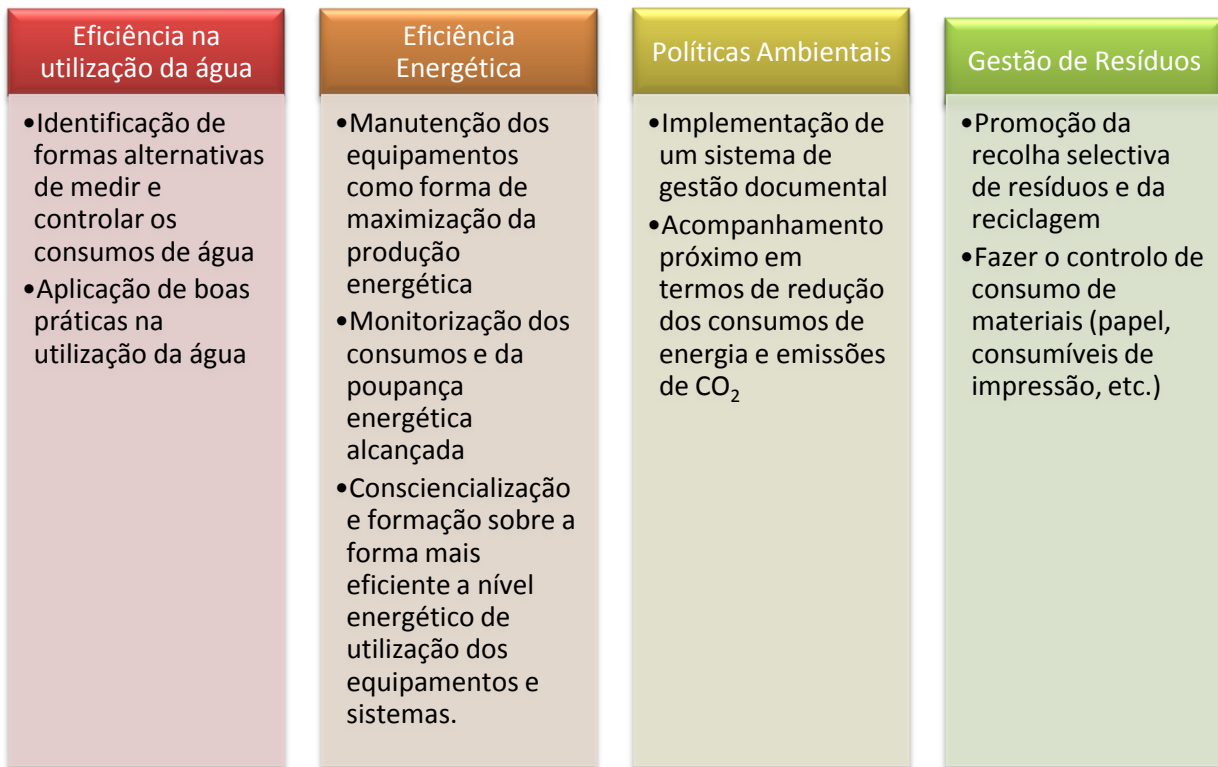 Eficiência na
utilização da água
•Identificação de
formas alternativas
de medir e
controlar os
consumos de água
•Aplicação de boas
práticas na
utilização da água
Eficiência
Energética
•Manutenção dos
equipamentos
como forma de
maximização da
produção
energética
•Monitorização dos
consumos e da
poupança
energética
alcançada
•Consciencialização
e formação sobre a
forma mais
eficiente a nível
energético de
utilização dos
equipamentos e
sistemas.
Políticas Ambientais
•Implementação de
um sistema de
gestão documental
•Acompanhamento
próximo em
termos de redução
dos consumos de
energia e emissões
de CO₂
Gestão de Resíduos
•Promoção da
recolha selectiva
de resíduos e da
reciclagem
•Fazer o controlo de
consumo de
materiais (papel,
consumíveis de
impressão, etc.)